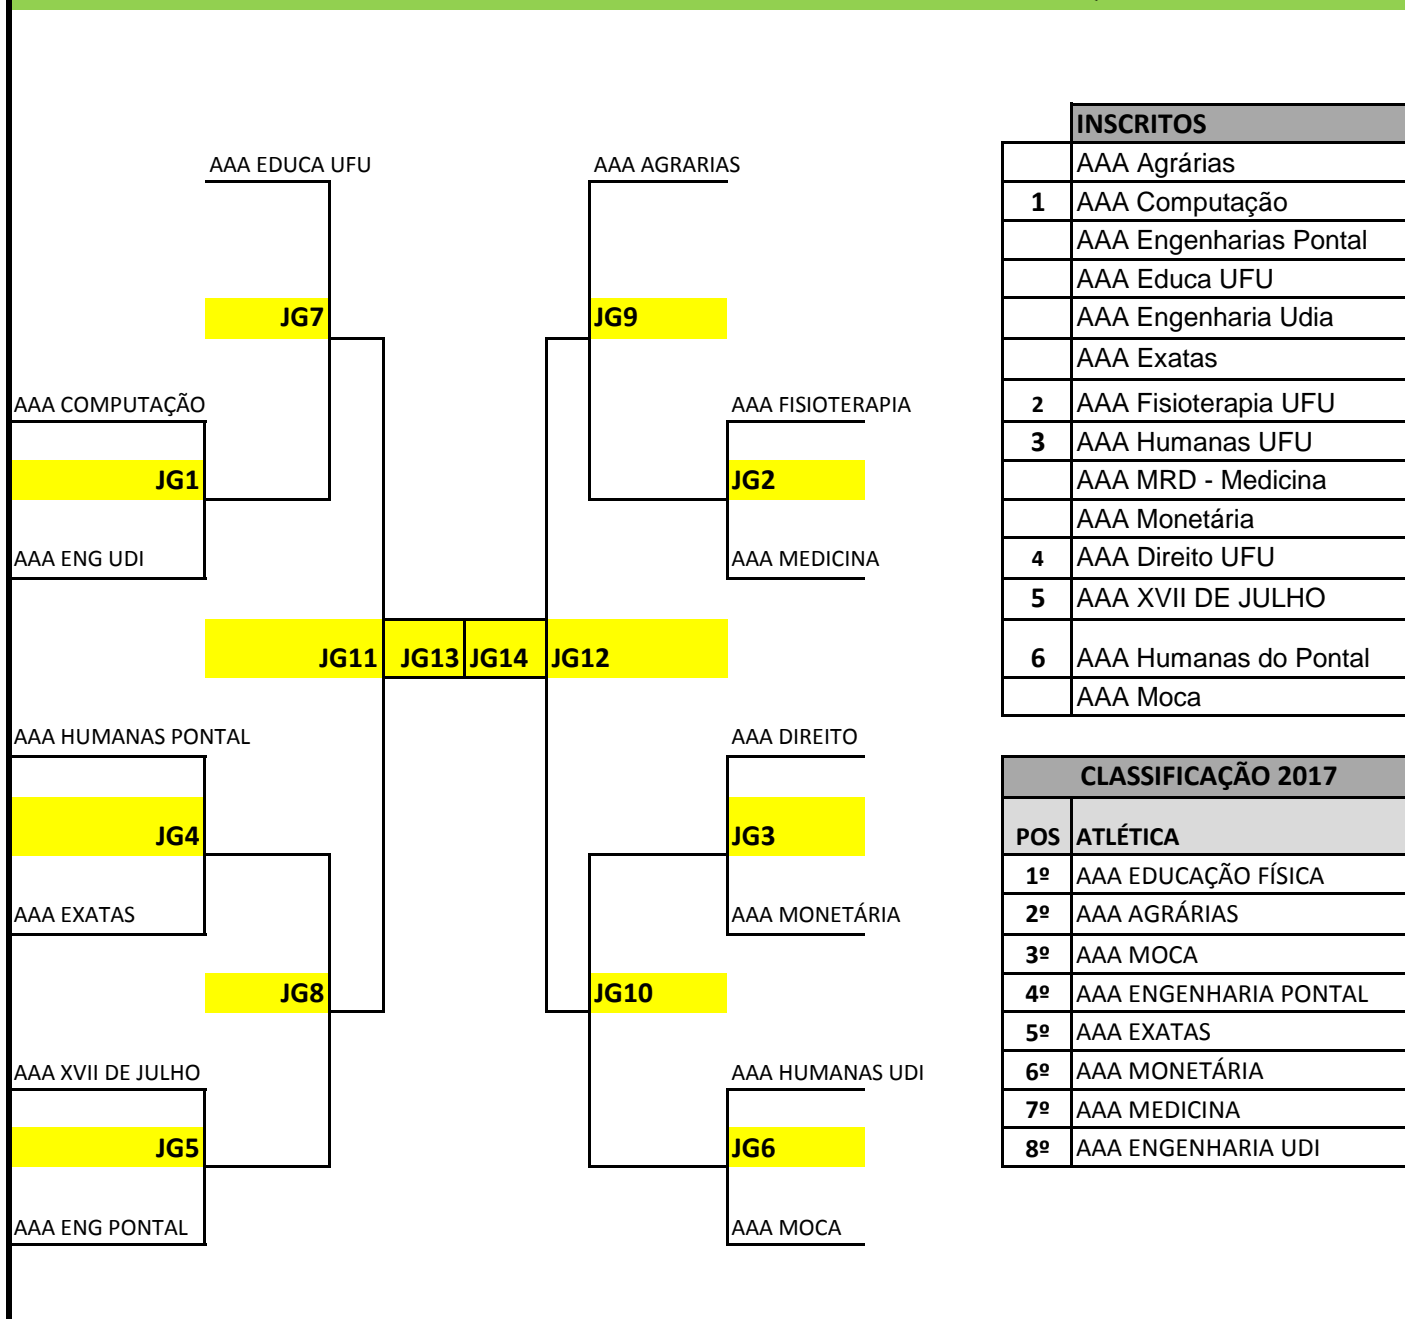 AAA EDUCA UFU
AAA AGRARIAS
JG7
JG9
AAA COMPUTAÇÃO
AAA FISIOTERAPIA
JG1
JG2
AAA ENG UDI
AAA MEDICINA
JG11 JG13 JG14 JG12
AAA HUMANAS PONTAL
AAA DIREITO
JG4
JG3
AAA EXATAS
AAA MONETÁRIA
JG8
JG10
AAA XVII DE JULHO
AAA HUMANAS UDI
JG5
JG6
AAA ENG PONTAL
AAA MOCA
INSCRITOS
AAA Agrárias
1 AAA Computação
AAA Engenharias Pontal
AAA Educa UFU
AAA Engenharia Udia
AAA Exatas
2 AAA Fisioterapia UFU
3 AAA Humanas UFU
AAA MRD - Medicina
AAA Monetária
4 AAA Direito UFU
5 AAA XVII DE JULHO
6 AAA Humanas do Pontal
AAA Moca
CLASSIFICAÇÃO 2017
POS ATLÉTICA
1º AAA EDUCAÇÃO FÍSICA
2º AAA AGRÁRIAS
3º AAA MOCA
4º AAA ENGENHARIA PONTAL
5º AAA EXATAS
6º AAA MONETÁRIA
7º AAA MEDICINA
8º AAA ENGENHARIA UDI